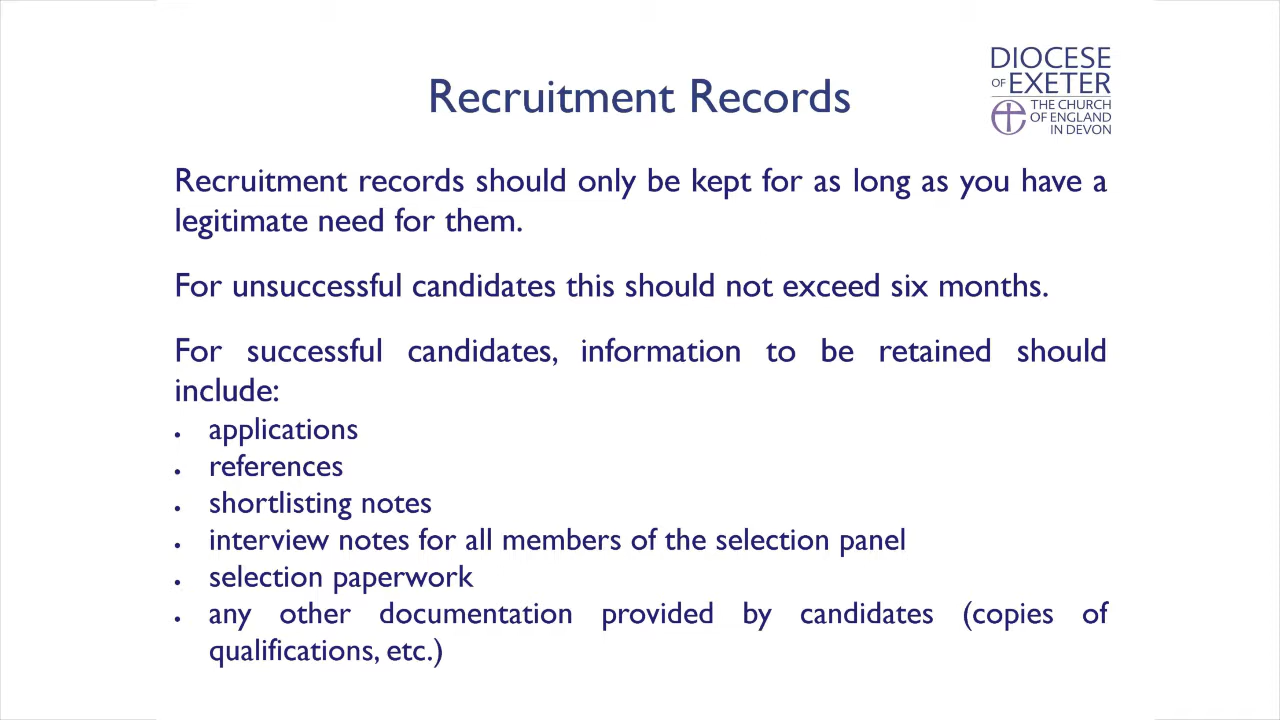 DIOCESE
OF EXETER
THE CHURCH
OF ENGLAND
IN DEVON
Recruitment Records
Recruitment records should only be kept for as long as you have a
legitimate need for them.
For unsuccessful candidates this should not exceed six months.
For successful candidates, information to be retained should
include:
• applications
• references
• shortlisting notes
• interview notes for all members of the selection panel
• selection paperwork
• any other documentation provided by candidates (copies of
qualifications, etc.)